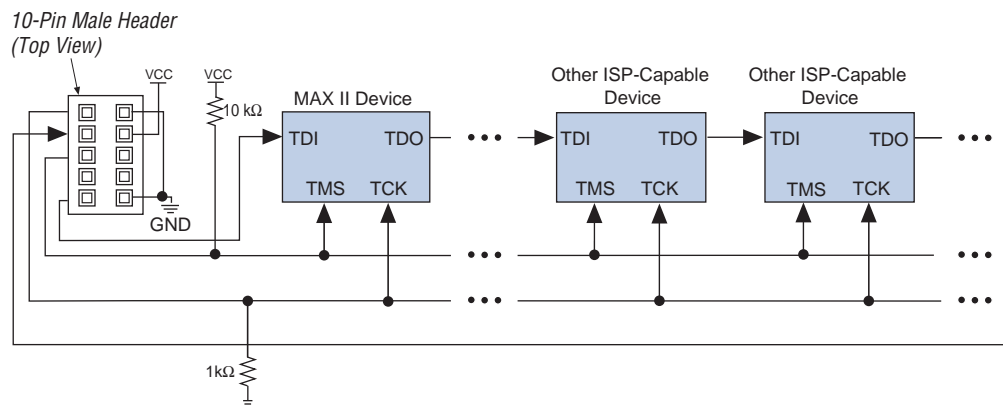 10-Pin Male Header
(Top View)
VCC
VCC
10 kΩ
GND
MAX II Device
TDI
TDO
TMS
TCK
Other ISP-Capable
Device
TDI
TMS
TCK
Other ISP-Capable
Device
TDI
TDO
TMS
TCK
1kΩ